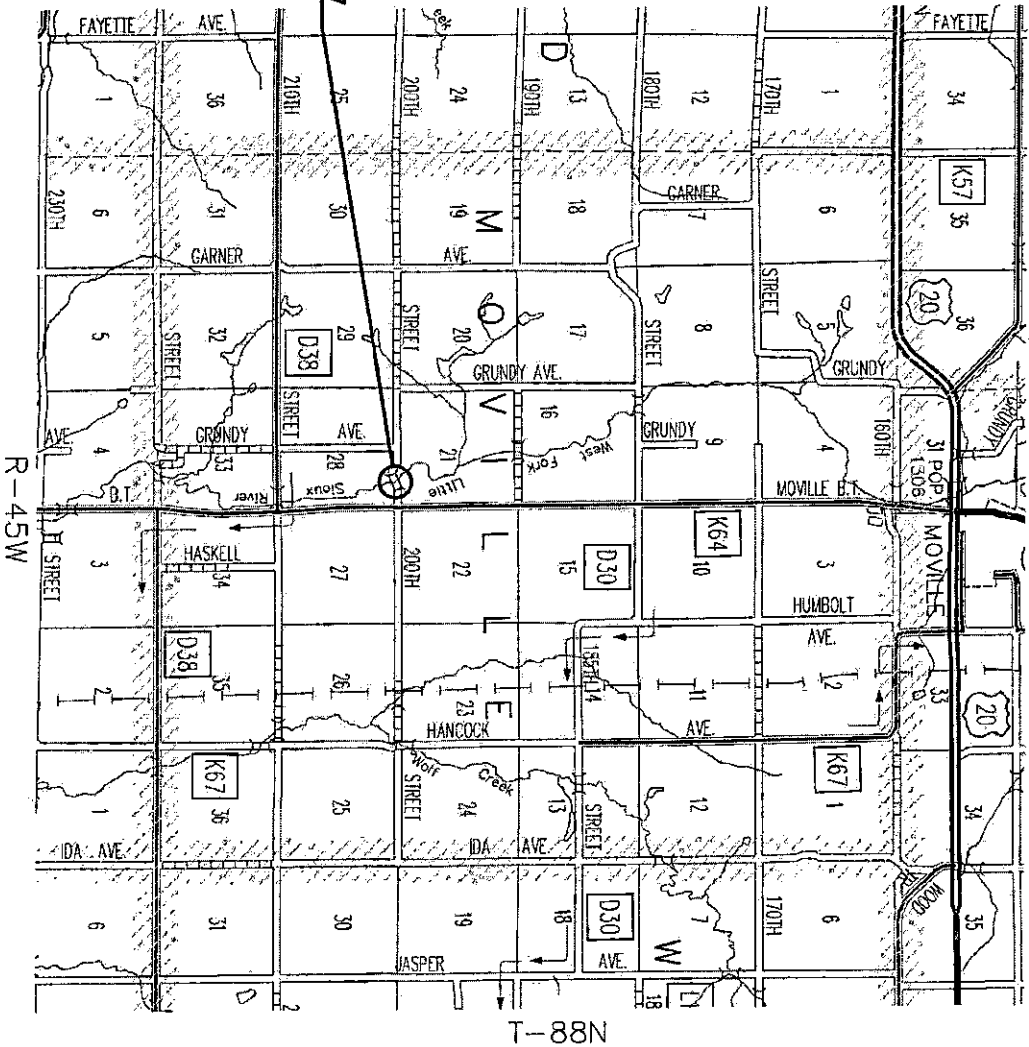 eek
FAYETTE AVE.
FAYETTE
1
36
210TH
25
200TH
24
190TH
13
D
180TH
12
170TH
1
34
K57
230TH
6
31
30
19
M
18
GARNER
7
6
35
GARNER AVE.
5
STREET
32
D38
29
STREET
20
O
17
STREET
8
STREET
5
20
36
GRUNDY AVE.
GRUNDY
GRUNDY
AVE.
4
GRUNDY AVE.
33
STREET
28
21
V
16
GRUNDY
9
4
160TH
31 POP
1306
MOVILLE
B.T.
River
Sioux
Little
I
Fork
West
MOVILLE B.T.
R-45W
STREET
3
HASKELL
34
27
200TH
22
L
15
D30
10
K64
3
HUMBOLT AVE.
2
D38
35
26
23
L
E
155TH
14
11
2
33
20
HANCOCK AVE.
1
K67
36
25
STREET
Wolf Creek
24
13
STREET
12
K67
1
34
IDA AVE.
IDA AVE.
WOOD
6
31
30
19
18
D30
7
W
170TH
6
35
JASPER AVE.
2
18
T-88N